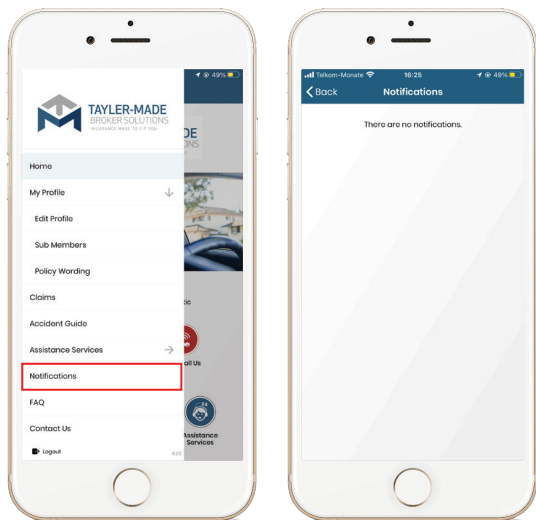 49%
TAYLER-MADE
BROKER SOLUTIONS
INSURANCE MADE TO FIT YOU
DE
ONS
Home
My Profile
Edit Profile
Sub Members
Policy Wording
Claims
Accident Guide
Assistance Services
all Us
Notifications
FAQ
24
Contact Us
Assistance
Services
Logout
Telkom-Monate 16:25 49%
Back Notifications
There are no notifications.